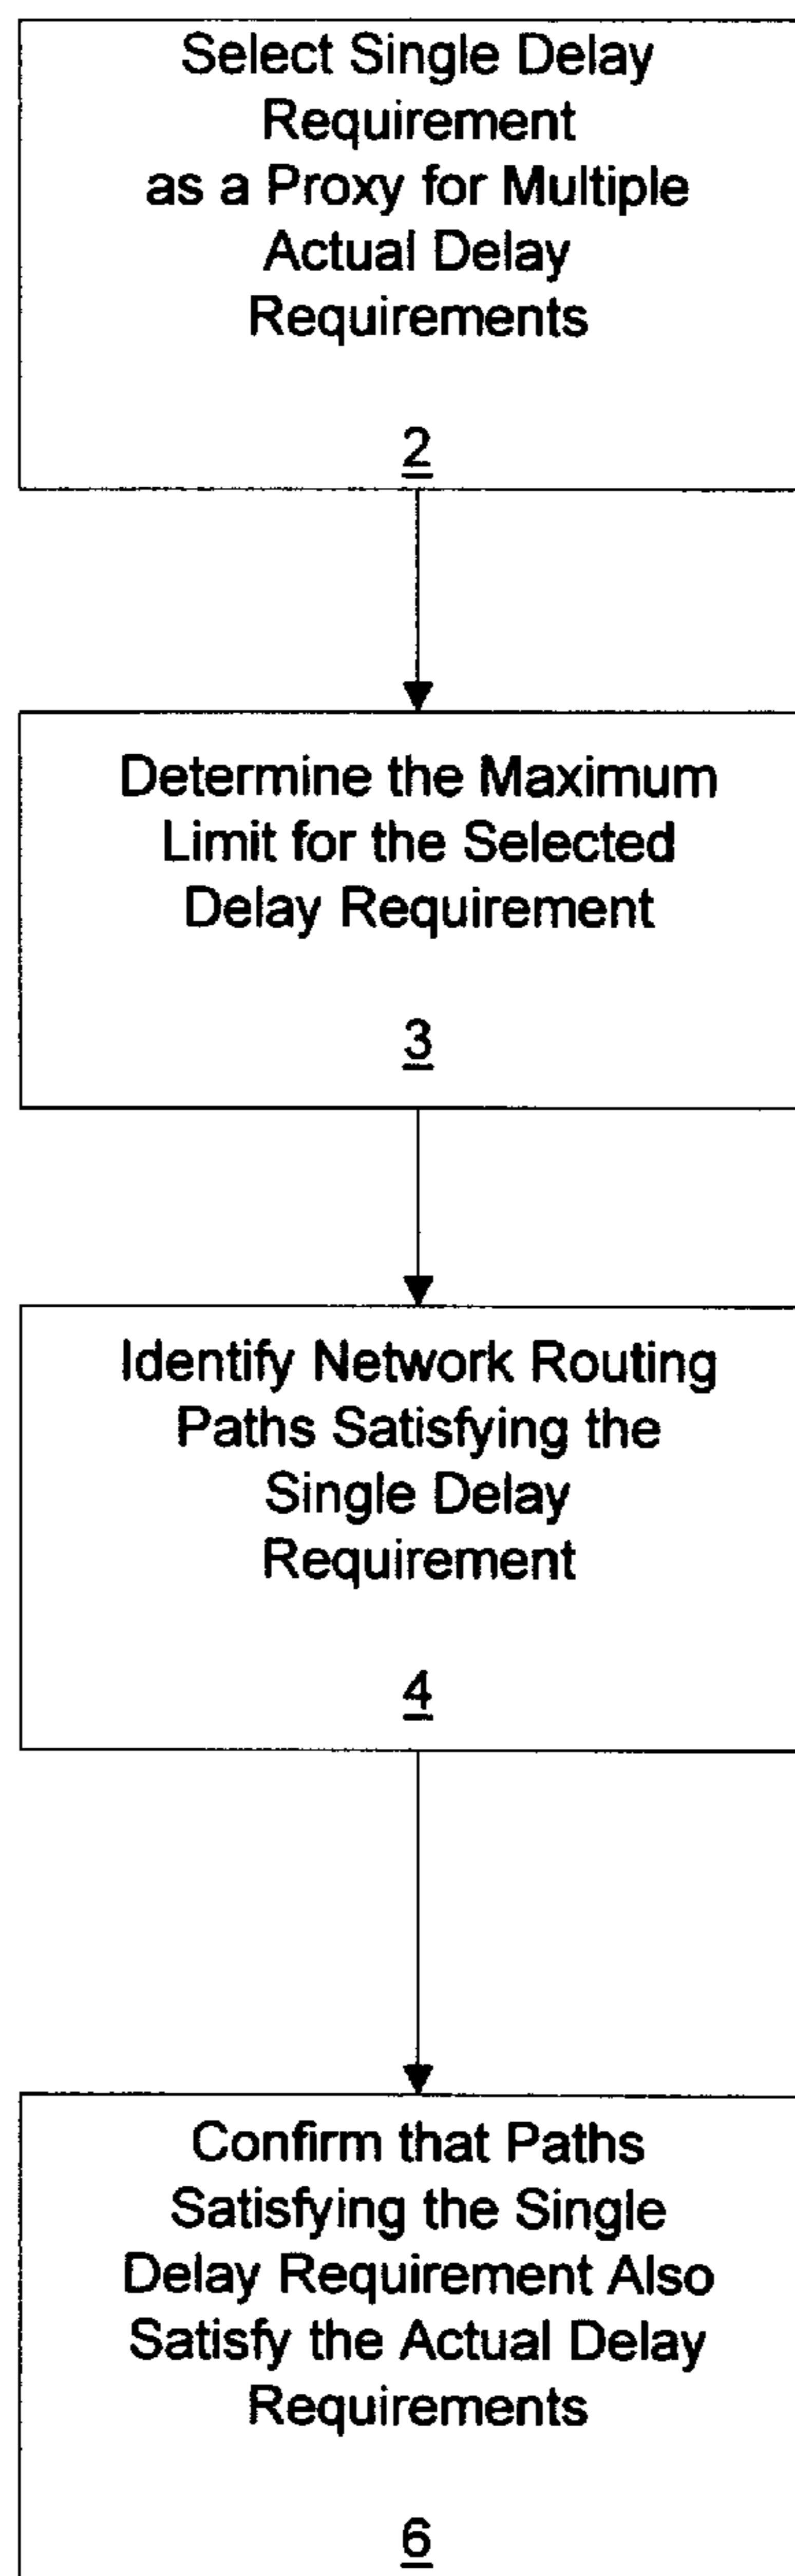 Select Single Delay
Requirement
as a Proxy for Multiple
Actual Delay
Requirements
2
Determine the Maximum
Limit for the Selected
Delay Requirement
3
Identify Network Routing
Paths Satisfying the
Single Delay
Requirement
4
Confirm that Paths
Satisfying the Single
Delay Requirement Also
Satisfy the Actual Delay
Requirements
6